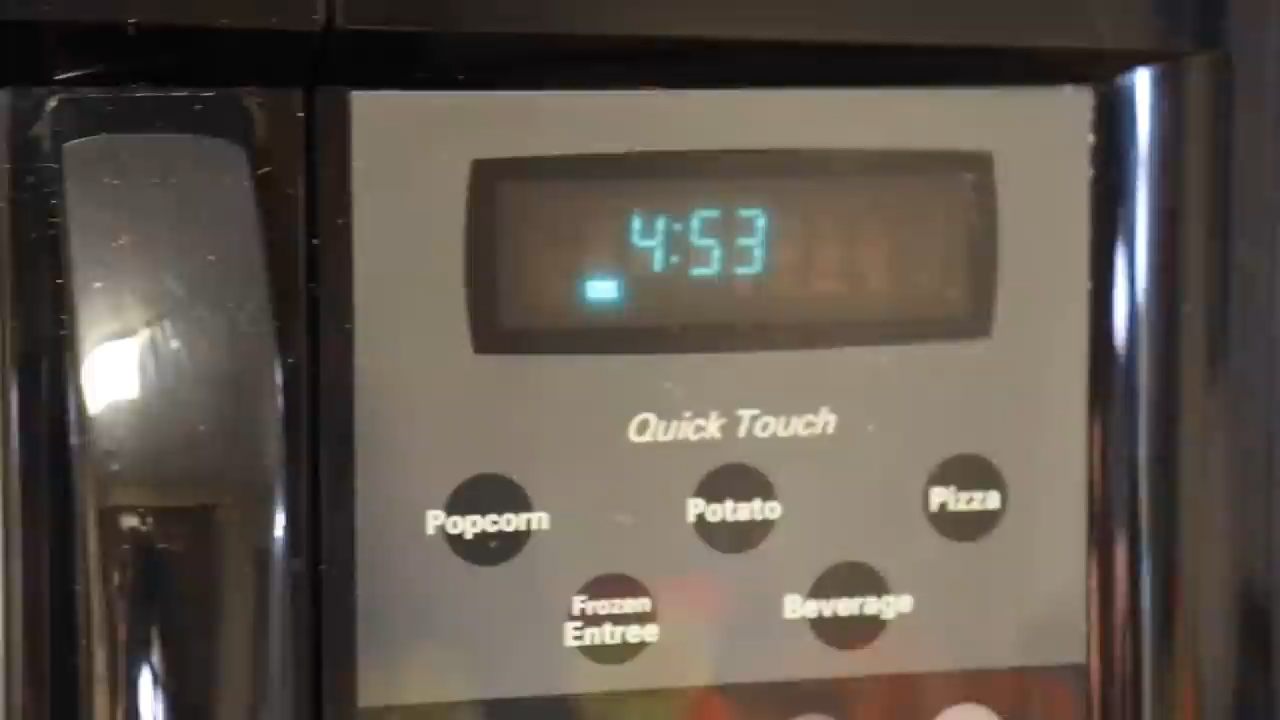 4:53
Quick Touch
Popcorn
Potato
Pizza
Frozen
Entree
Beverage